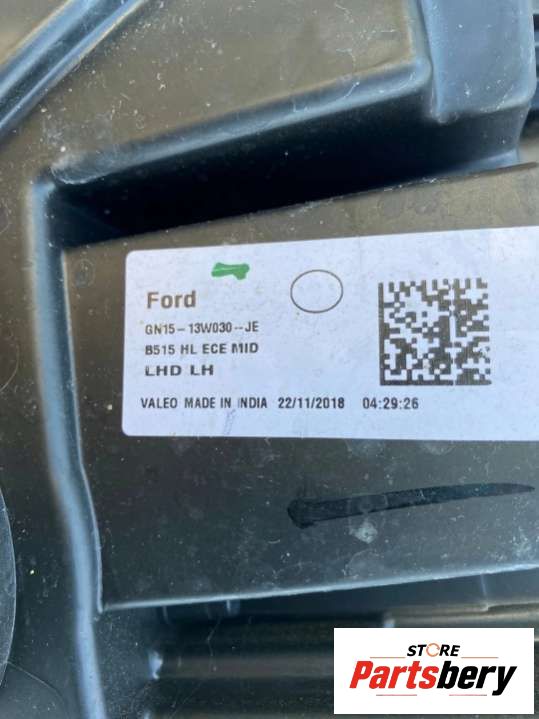 Ford
GN15-13W030--JE
B515 HL ECE MID
LHD LH
VALEO MADE IN INDIA 22/11/2018 04:29:26
STORE
Partsbery